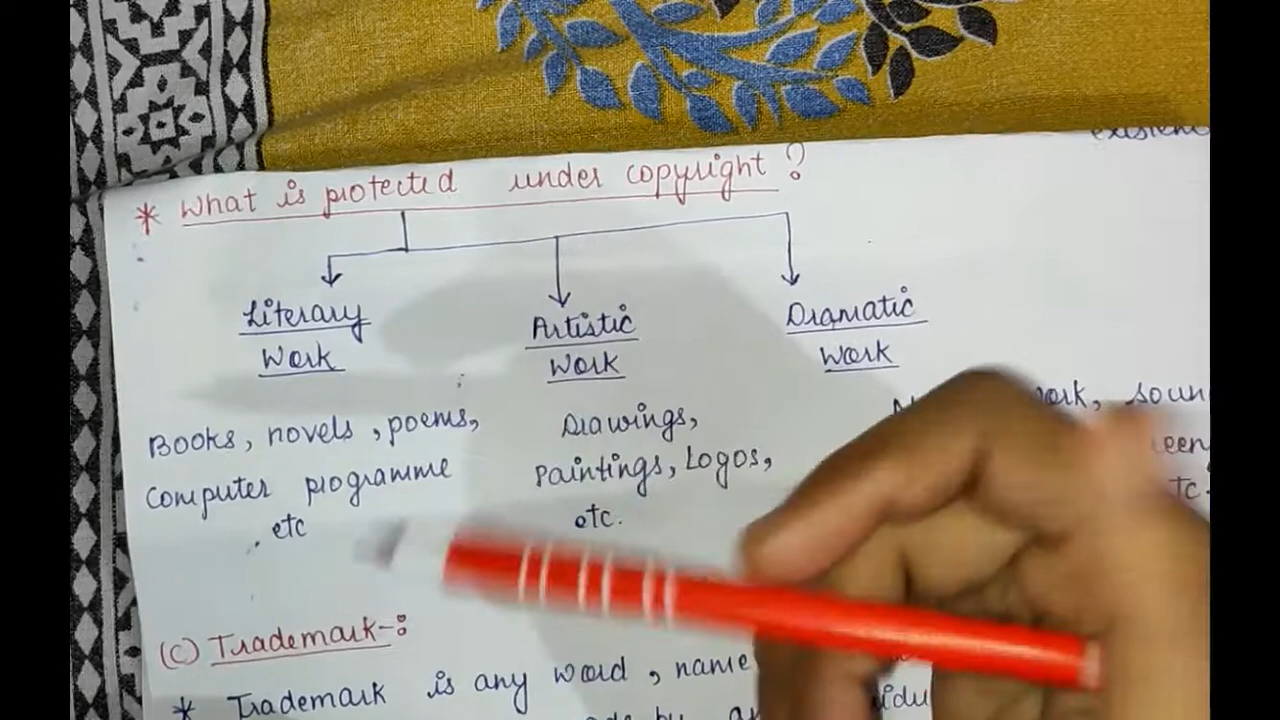 * What is protected under copyright ?
Literary Work
Artistic Work
Dramatic Work
Books, novels, poems,
computer programme
etc
Drawings,
Paintings, Logos,
etc.
(C) Trademark-:
* Trademark is any word, name